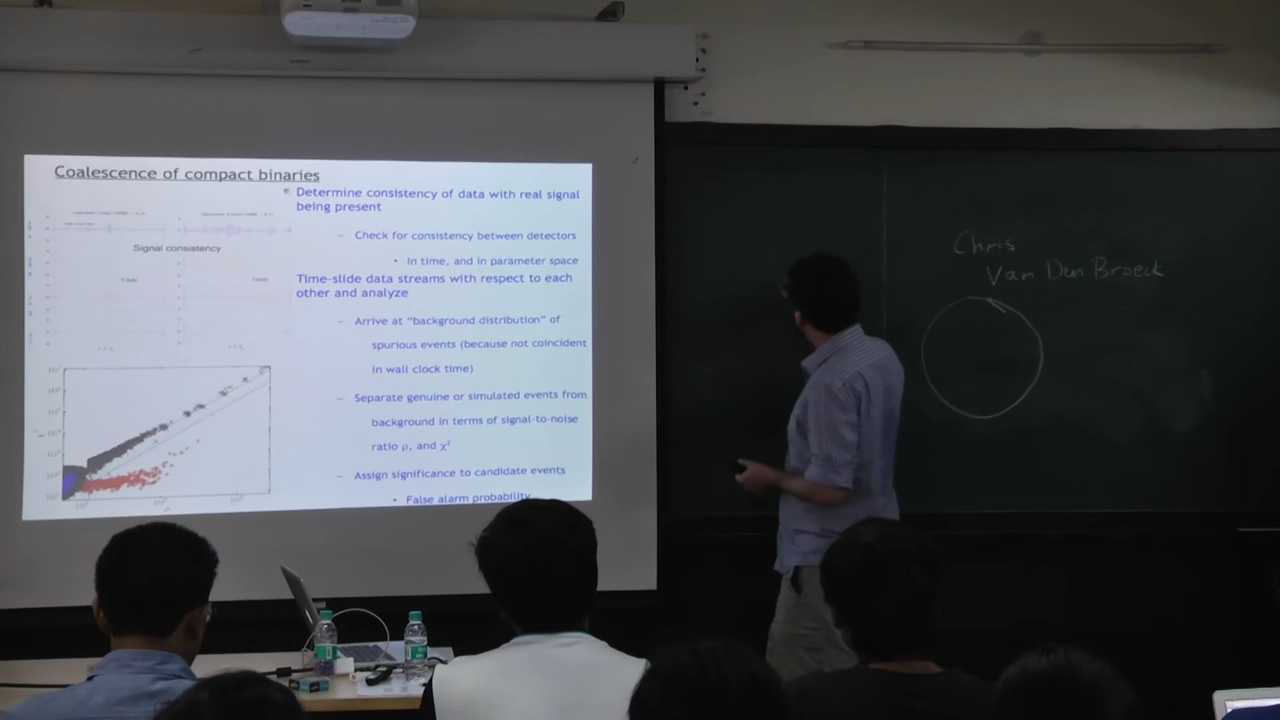 Coalescence of compact binaries
Determine consistency of data with real signal
being present
– Check for consistency between detectors
• In time, and in parameter space
Time-slide data streams with respect to each
other and analyze
– Arrive at “background distribution” of
spurious events (because not coincident
in wall clock time)
– Separate genuine or simulated events from
background in terms of signal-to-noise
ratio ρ, and χ²
– Assign significance to candidate events
• False alarm probability
Signal consistency
Chris
Van Den Broeck